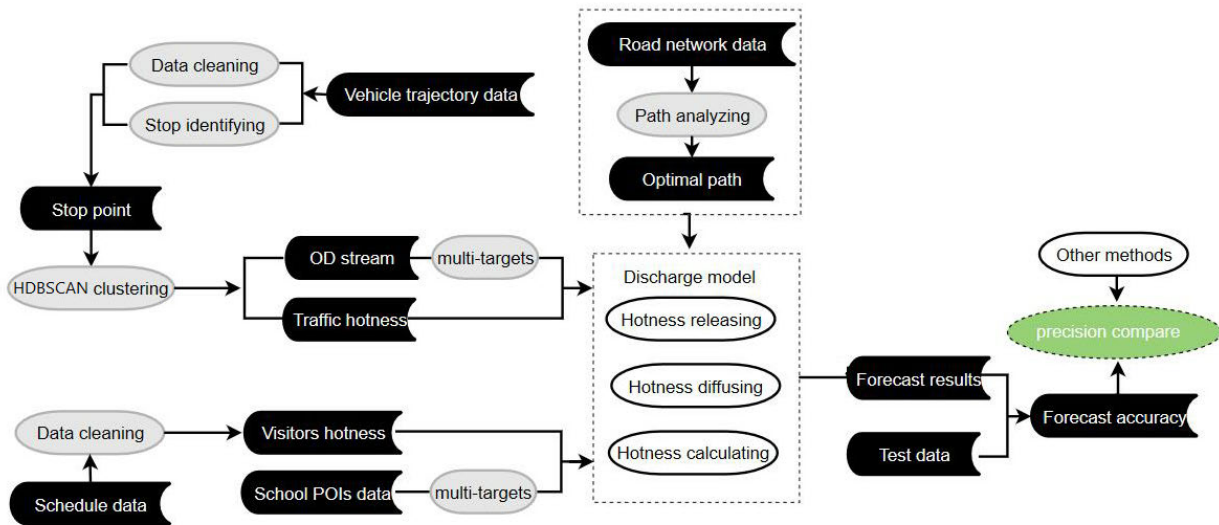 Road network data
Data cleaning
Vehicle trajectory data
Path analyzing
Stop identifying
Optimal path
Stop point
OD stream
multi-targets
Other methods
Discharge model
HDBSCAN clustering
Traffic hotness
Hotness releasing
precision compare
Hotness diffusing
Forecast results
Data cleaning
Visitors hotness
Forecast accuracy
Hotness calculating
Test data
Schedule data
School POIs data
multi-targets